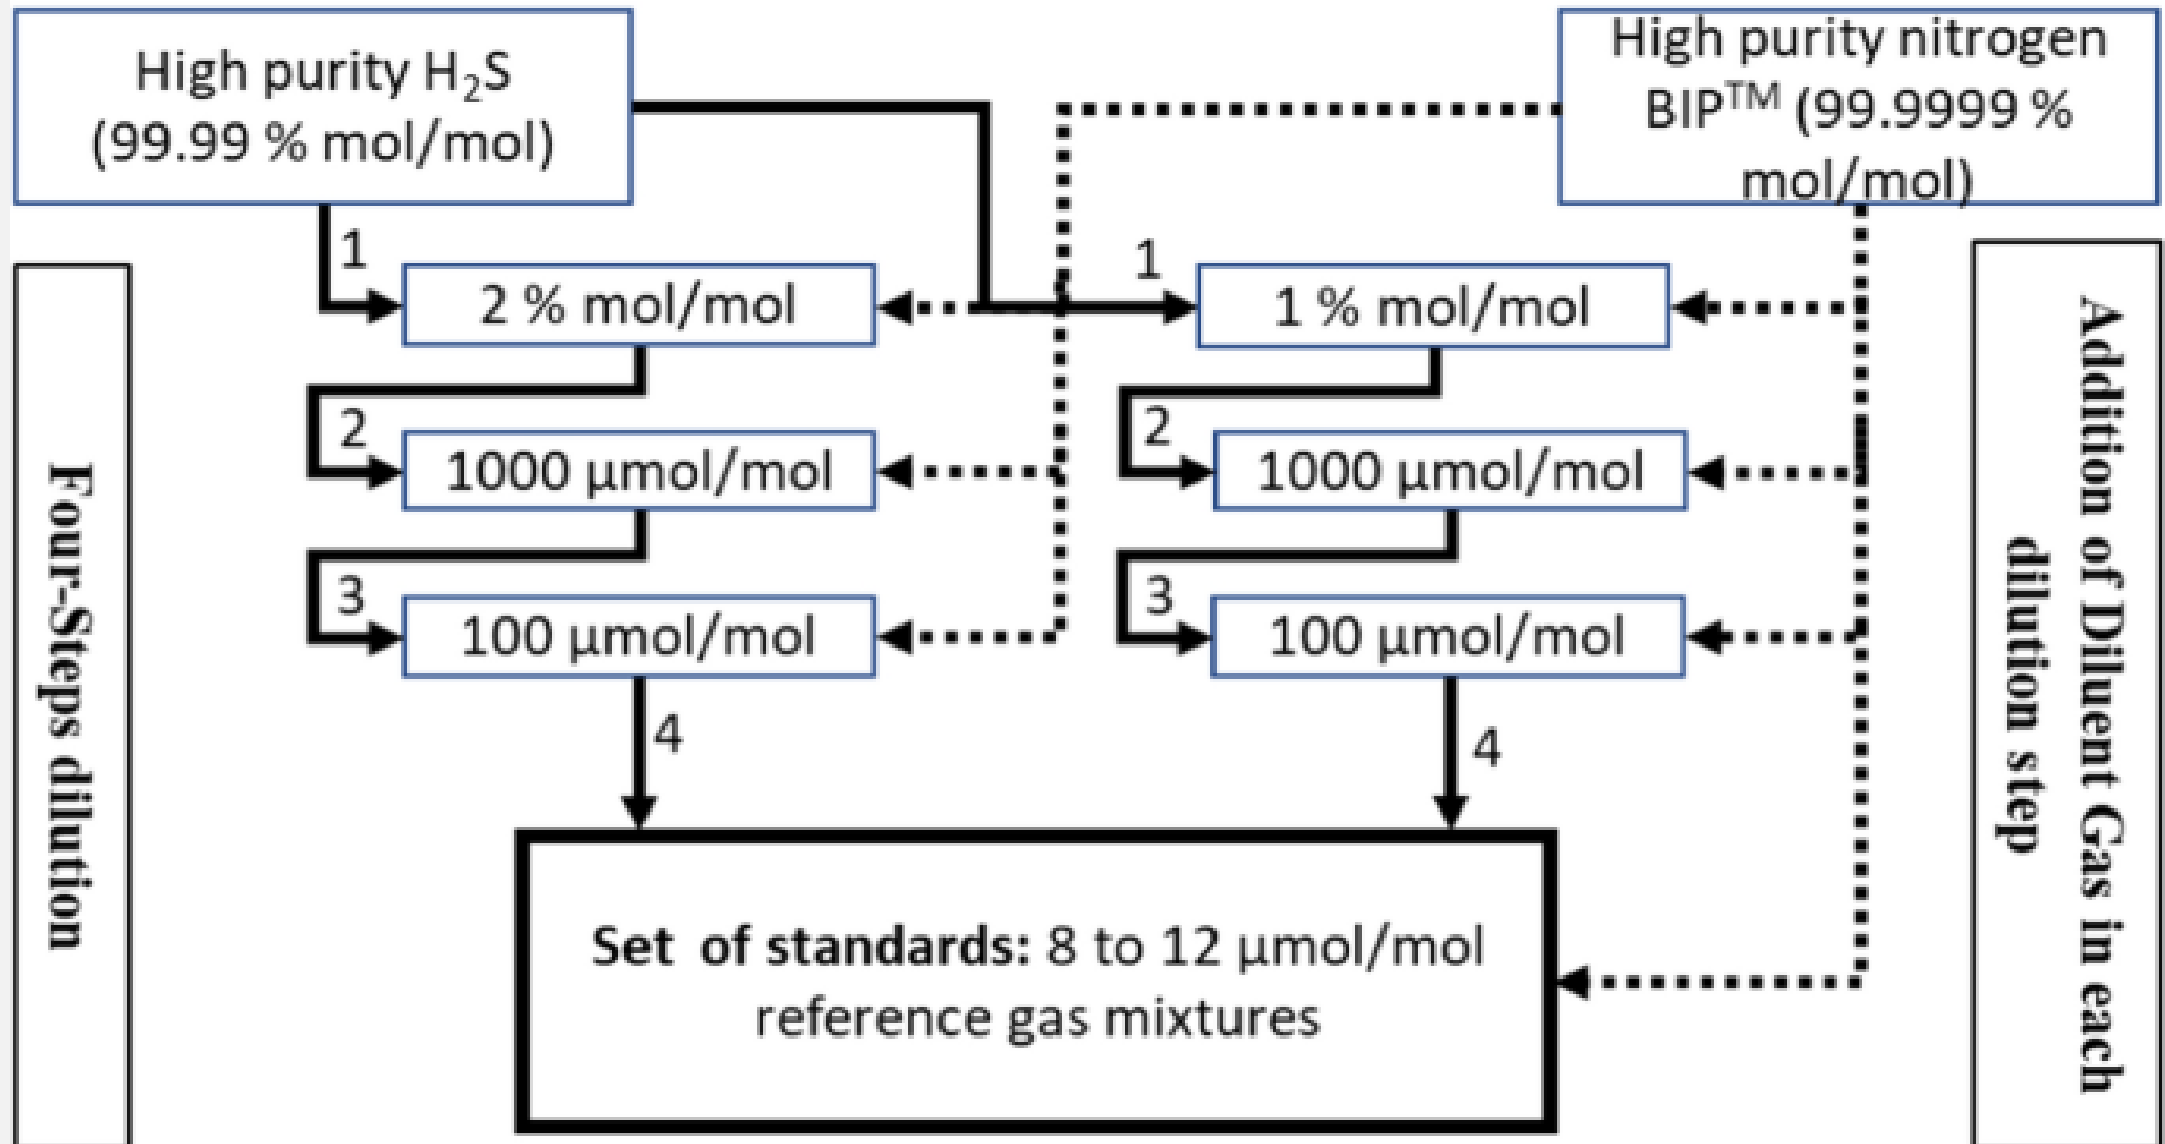 High purity H₂S
(99.99 % mol/mol)
High purity nitrogen
BIP™ (99.9999 %
mol/mol)
1
2 % mol/mol
1
1 % mol/mol
2
1000 µmol/mol
2
1000 µmol/mol
3
100 µmol/mol
3
100 µmol/mol
4
4
Set of standards: 8 to 12 µmol/mol
reference gas mixtures
Four-Steps dilution
Addition of Diluent Gas in each
dilution step